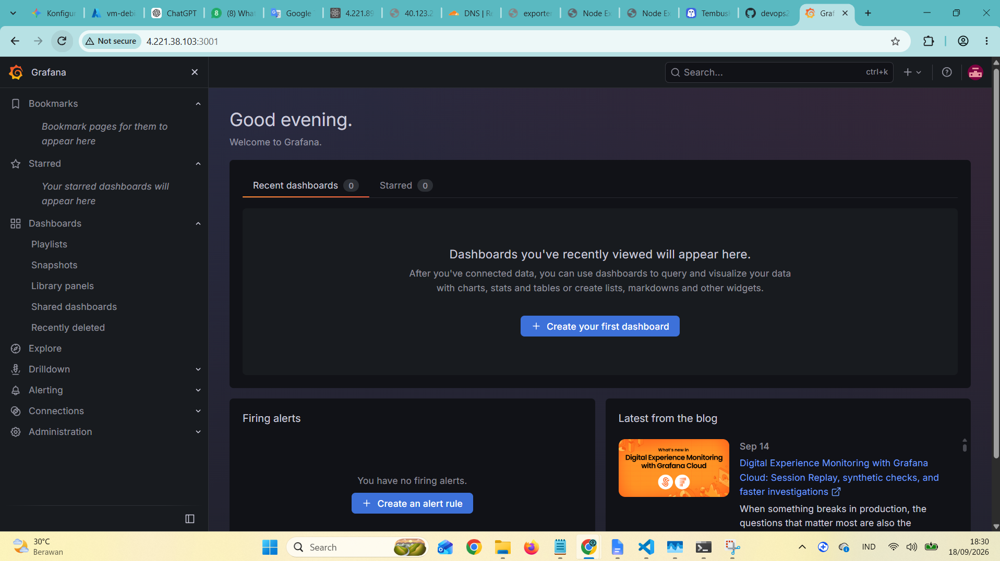 Konfigur
vm-debi
ChatGPT
(8) What
Google T
4.221.89
40.123.2
DNS | Re
exporter
Node Ex
Node Ex
Tembus
devops2
Graf
Not secure
4.221.38.103:3001
Grafana
Search...
ctrl+k
Bookmarks
Bookmark pages for them to
appear here
Starred
Your starred dashboards will
appear here
Dashboards
Playlists
Snapshots
Library panels
Shared dashboards
Recently deleted
Explore
Drilldown
Alerting
Connections
Administration
Good evening.
Welcome to Grafana.
Recent dashboards 0
Starred 0
Dashboards you've recently viewed will appear here.
After you've connected data, you can use dashboards to query and visualize your data
with charts, stats and tables or create lists, markdowns and other widgets.
Create your first dashboard
Firing alerts
You have no firing alerts.
Create an alert rule
Latest from the blog
What's new in
Digital Experience Monitoring
with Grafana Cloud
Sep 14
Digital Experience Monitoring with Grafana
Cloud: Session Replay, synthetic checks, and
faster investigations
When something breaks in production, the
questions that matter most are also the
30°C
Berawan
Search
IND
18:30
18/09/2026